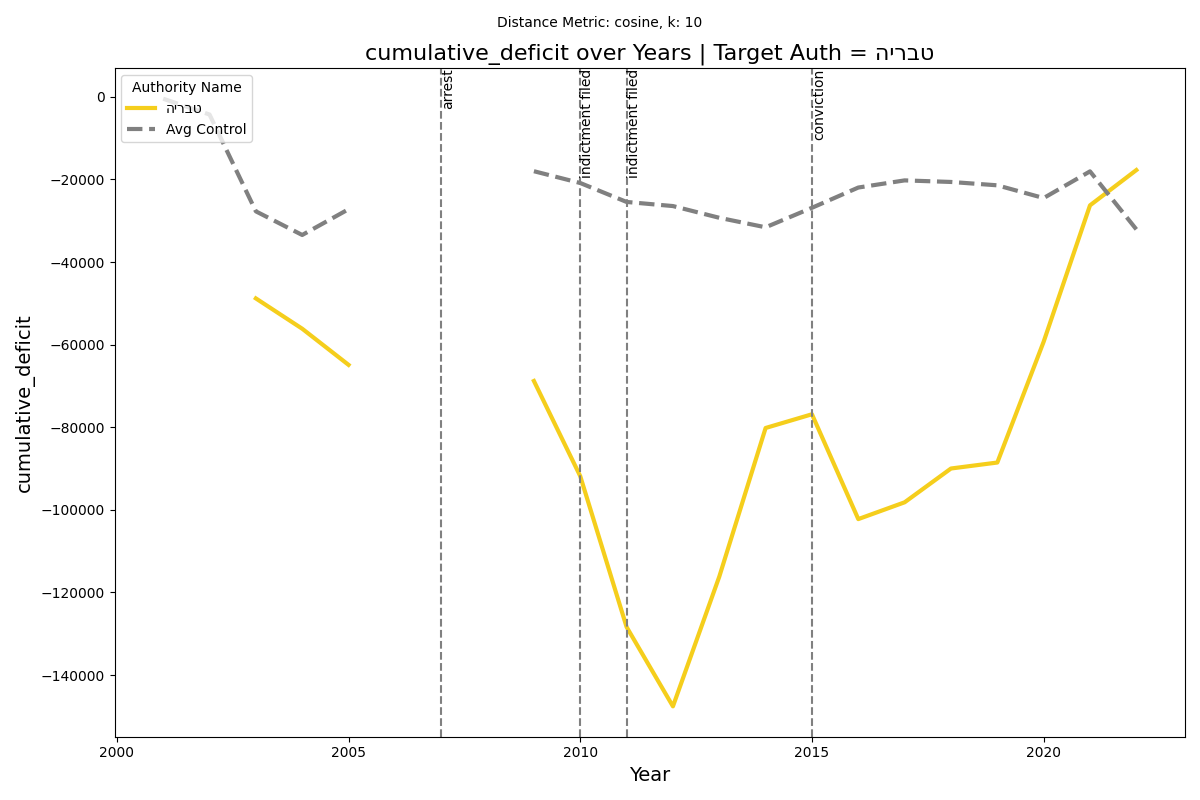 Distance Metric: cosine, k: 10
cumulative_deficit over Years | Target Auth = טבריה
Authority Name
טבריה
Avg Control
arrest
indictment filed
indictment filed
conviction
0
−20000
−40000
−60000
−80000
−100000
−120000
−140000
cumulative_deficit
2000
2005
2010
2015
2020
Year